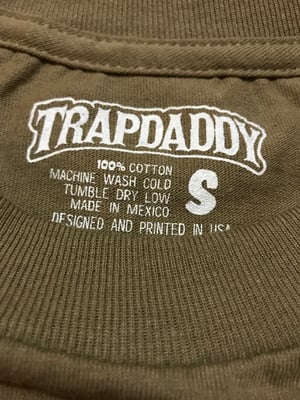 TRAPDADDY
100% COTTON
MACHINE WASH COLD
TUMBLE DRY LOW
MADE IN MEXICO
DESIGNED AND PRINTED IN USA
S